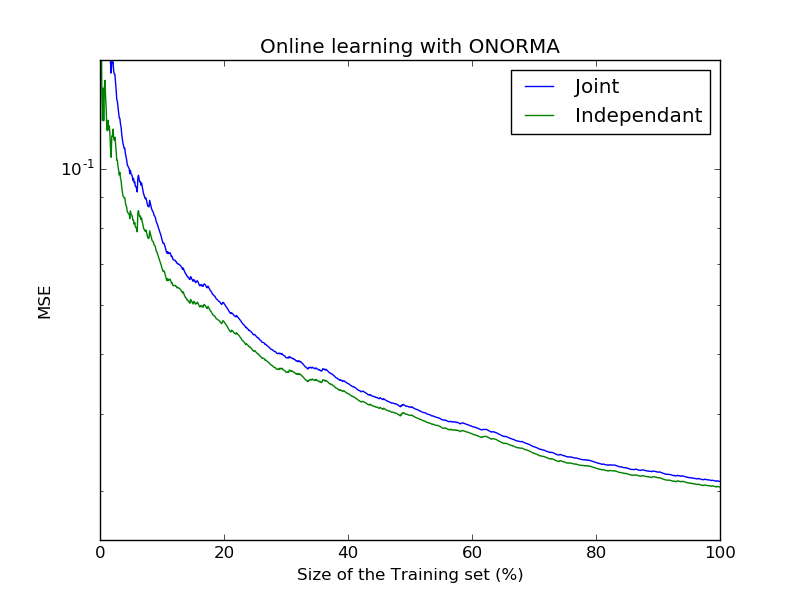 Online learning with ONORMA
Joint
Independant
10^-1
MSE
0 20 40 60 80 100
Size of the Training set (%)